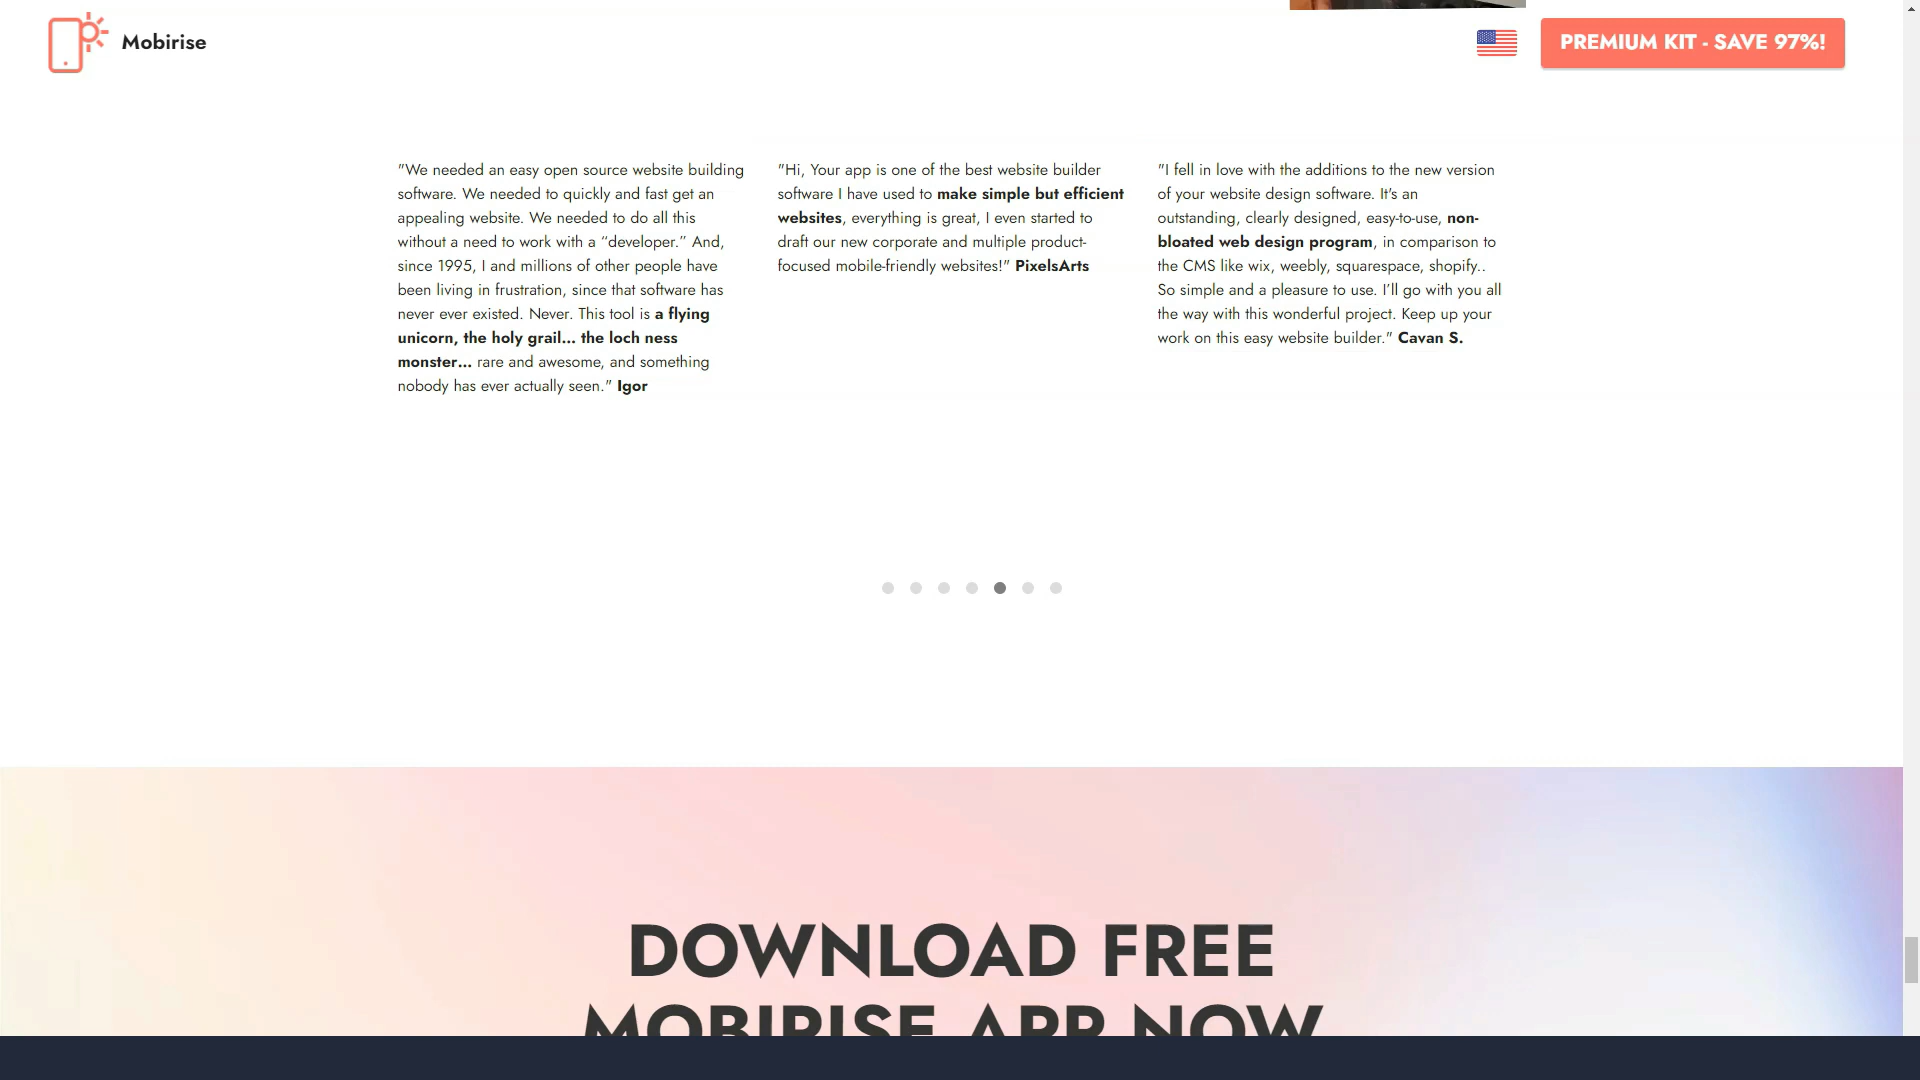 Mobirise
PREMIUM KIT - SAVE 97%!
"We needed an easy open source website building
software. We needed to quickly and fast get an
appealing website. We needed to do all this
without a need to work with a “developer.” And,
since 1995, I and millions of other people have
been living in frustration, since that software has
never ever existed. Never. This tool is a flying
unicorn, the holy grail... the loch ness
monster... rare and awesome, and something
nobody has ever actually seen." Igor
"Hi, Your app is one of the best website builder
software I have used to make simple but efficient
websites, everything is great, I even started to
draft our new corporate and multiple product-
focused mobile-friendly websites!" PixelsArts
"I fell in love with the additions to the new version
of your website design software. It's an
outstanding, clearly designed, easy-to-use, non-
bloated web design program, in comparison to
the CMS like wix, weebly, squarespace, shopify..
So simple and a pleasure to use. I’ll go with you all
the way with this wonderful project. Keep up your
work on this easy website builder." Cavan S.
DOWNLOAD FREE
MOBIRISE APP NOW